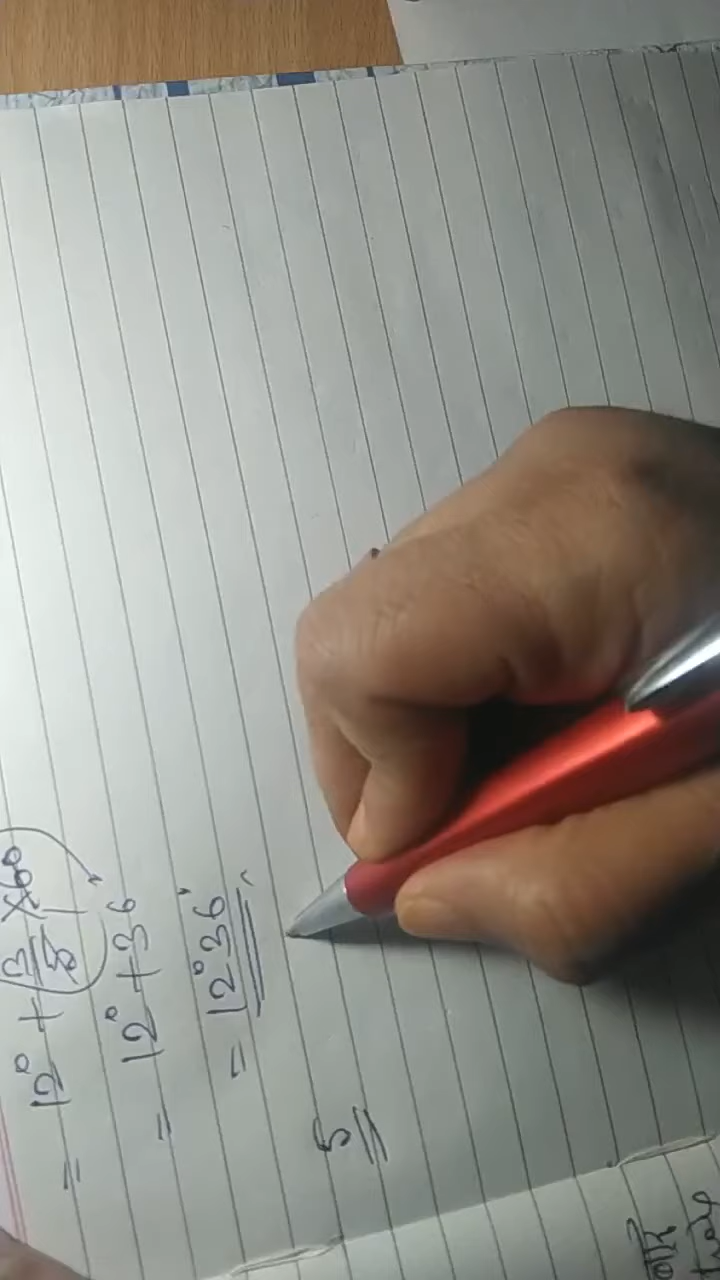 = 12° + (3/5 × 60)'
= 12° + 36'
= 12°36'
5